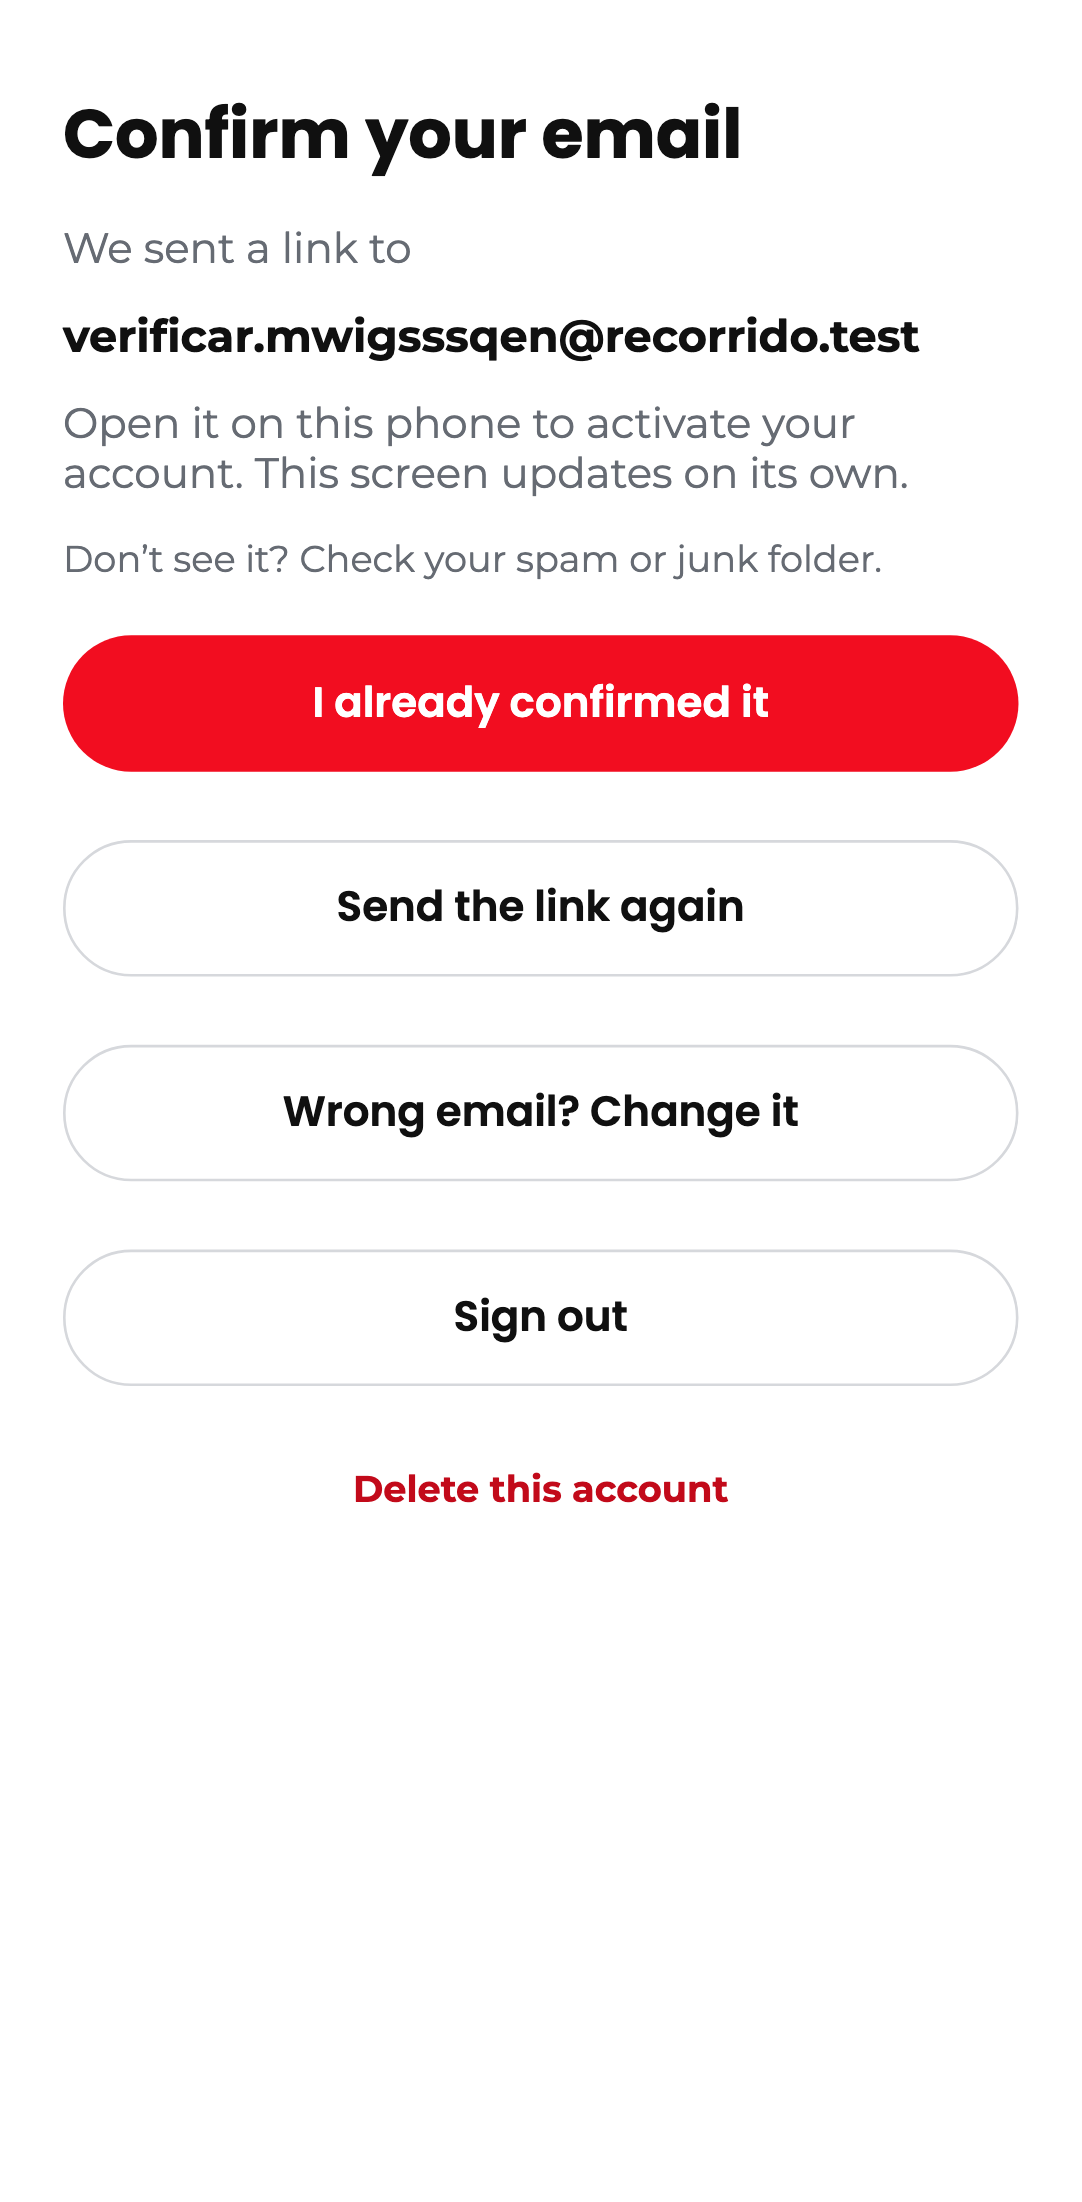 Confirm your email
We sent a link to
verificar.mwigsssqen@recorrido.test
Open it on this phone to activate your
account. This screen updates on its own.
Don’t see it? Check your spam or junk folder.
I already confirmed it
Send the link again
Wrong email? Change it
Sign out
Delete this account